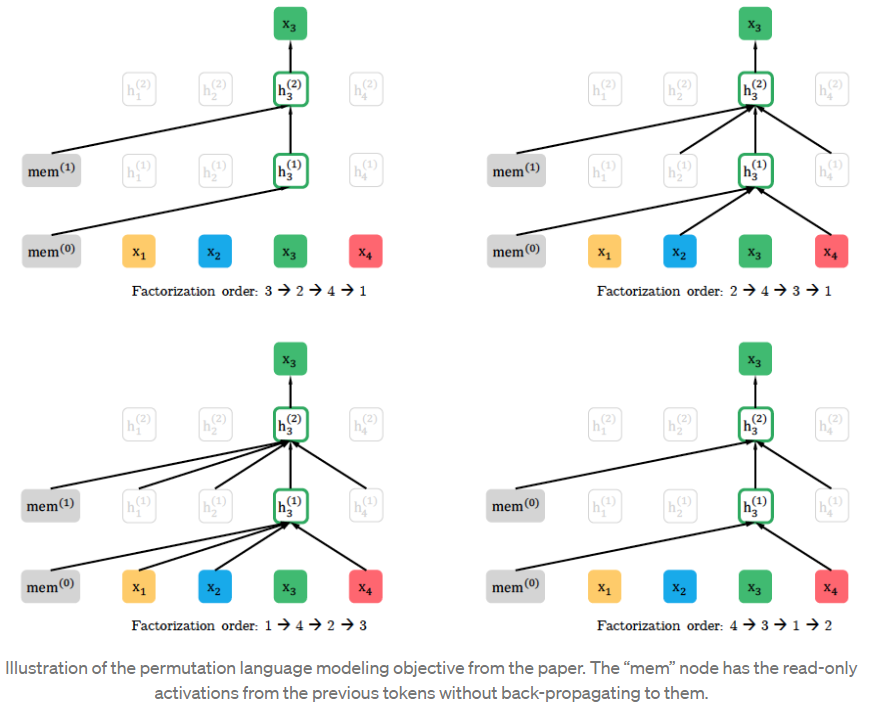 x₃ x₃
h₁⁽²⁾ h₂⁽²⁾ h₃⁽²⁾ h₄⁽²⁾ h₁⁽²⁾ h₂⁽²⁾ h₃⁽²⁾ h₄⁽²⁾
mem⁽¹⁾ h₁⁽¹⁾ h₂⁽¹⁾ h₃⁽¹⁾ h₄⁽¹⁾ mem⁽¹⁾ h₁⁽¹⁾ h₂⁽¹⁾ h₃⁽¹⁾ h₄⁽¹⁾
mem⁽⁰⁾ x₁ x₂ x₃ x₄ mem⁽⁰⁾ x₁ x₂ x₃ x₄
Factorization order: 3 → 2 → 4 → 1 Factorization order: 2 → 4 → 3 → 1
x₃ x₃
h₁⁽²⁾ h₂⁽²⁾ h₃⁽²⁾ h₄⁽²⁾ h₁⁽²⁾ h₂⁽²⁾ h₃⁽²⁾ h₄⁽²⁾
mem⁽¹⁾ h₁⁽¹⁾ h₂⁽¹⁾ h₃⁽¹⁾ h₄⁽¹⁾ mem⁽⁰⁾ h₁⁽¹⁾ h₂⁽¹⁾ h₃⁽¹⁾ h₄⁽¹⁾
mem⁽⁰⁾ x₁ x₂ x₃ x₄ mem⁽⁰⁾ x₁ x₂ x₃ x₄
Factorization order: 1 → 4 → 2 → 3 Factorization order: 4 → 3 → 1 → 2
Illustration of the permutation language modeling objective from the paper. The “mem” node has the read-only
activations from the previous tokens without back-propagating to them.